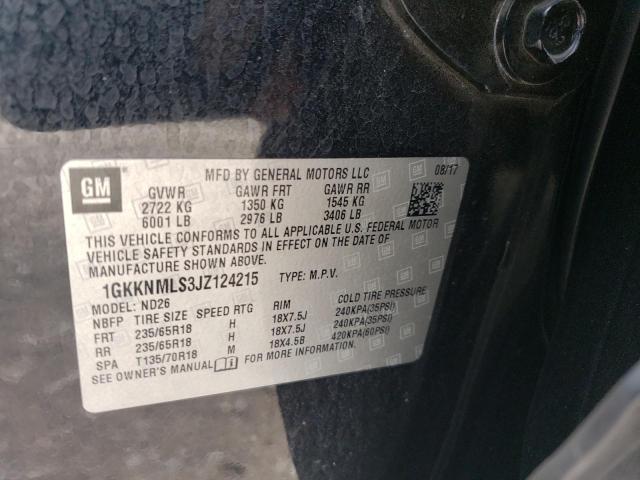 GM
MFD BY GENERAL MOTORS LLC 08/17
GVWR GAWR FRT GAWR RR
2722 KG 1350 KG 1545 KG
6001 LB 2976 LB 3406 LB
THIS VEHICLE CONFORMS TO ALL APPLICABLE U.S. FEDERAL MOTOR
VEHICLE SAFETY STANDARDS IN EFFECT ON THE DATE OF
MANUFACTURE SHOWN ABOVE.
1GKKNMLS3JZ124215 TYPE: M.P.V.
MODEL: ND26
NBFP TIRE SIZE SPEED RTG RIM COLD TIRE PRESSURE
FRT 235/65R18 H 18X7.5J 240KPA(35PSI)
RR 235/65R18 H 18X7.5J 240KPA(35PSI)
SPA T135/70R18 M 18X4.5B 420KPA(60PSI)
SEE OWNER'S MANUAL FOR MORE INFORMATION.